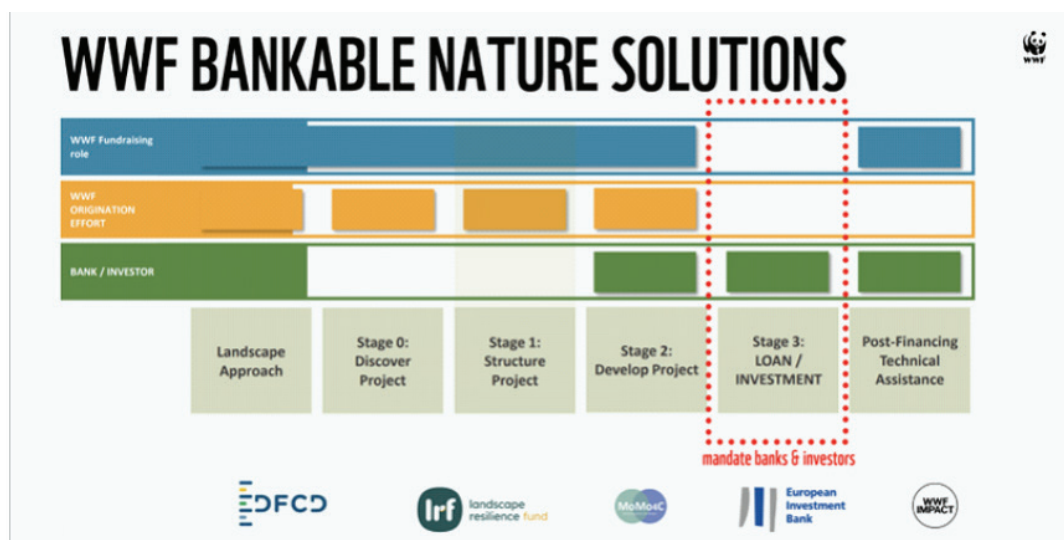 WWF BANKABLE NATURE SOLUTIONS
WWF
WWF Fundraising
role
WWF
ORIGINATION
EFFORT
BANK / INVESTOR
Landscape
Approach
Stage 0:
Discover
Project
Stage 1:
Structure
Project
Stage 2:
Develop Project
Stage 3:
LOAN /
INVESTMENT
Post-Financing
Technical
Assistance
mandate banks & investors
DFCD
lrf
landscape
resilience fund
MoMo4C
European
Investment
Bank
WWF
IMPACT